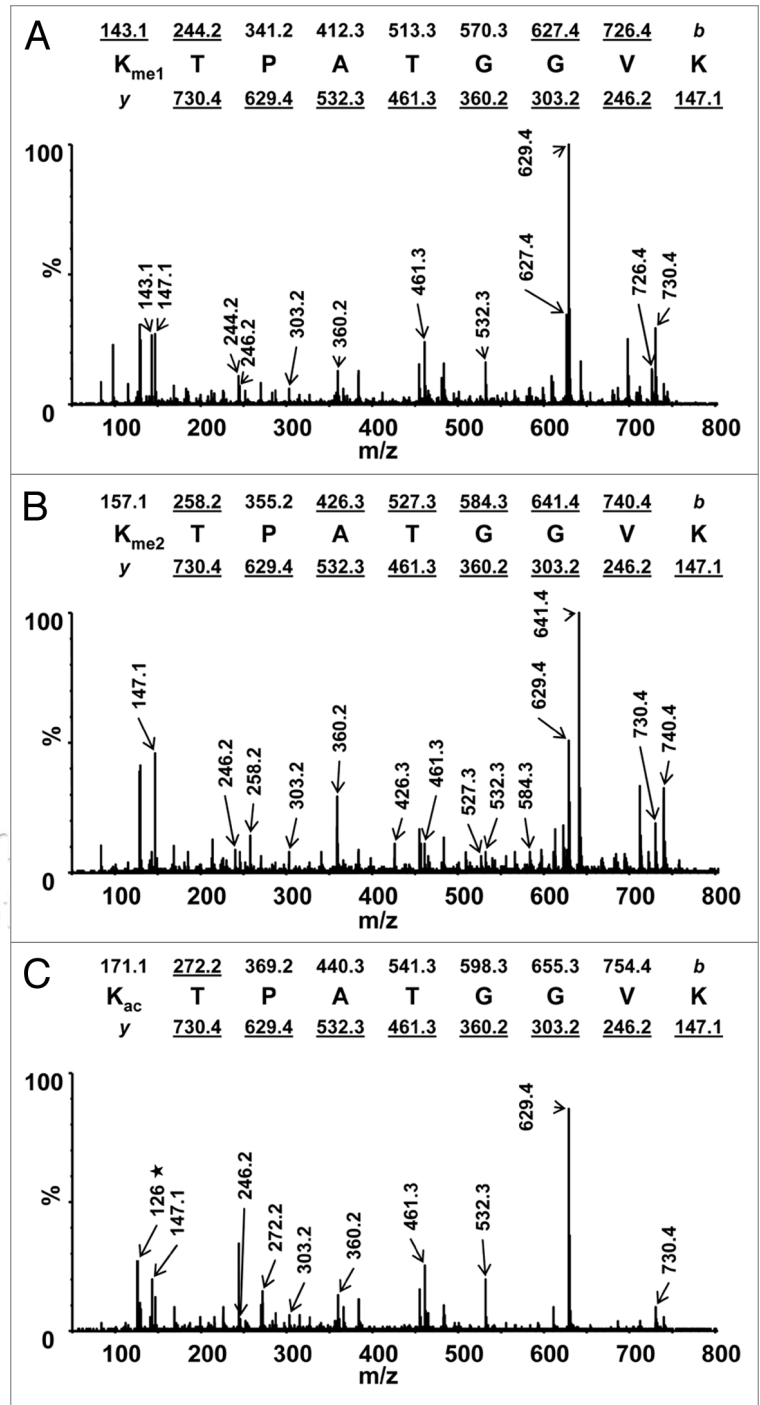 A
143.1 244.2 341.2 412.3 513.3 570.3 627.4 726.4 b
Kme1 T P A T G G V K
y 730.4 629.4 532.3 461.3 360.2 303.2 246.2 147.1
100
%
0
143.1
147.1
244.2
246.2
303.2
360.2
461.3
532.3
627.4
629.4
726.4
730.4
100 200 300 400 500 600 700 800
m/z
B
157.1 258.2 355.2 426.3 527.3 584.3 641.4 740.4 b
Kme2 T P A T G G V K
y 730.4 629.4 532.3 461.3 360.2 303.2 246.2 147.1
100
%
0
147.1
246.2
258.2
303.2
360.2
426.3
461.3
527.3
532.3
584.3
629.4
641.4
730.4
740.4
100 200 300 400 500 600 700 800
m/z
C
171.1 272.2 369.2 440.3 541.3 598.3 655.3 754.4 b
Kac T P A T G G V K
y 730.4 629.4 532.3 461.3 360.2 303.2 246.2 147.1
100
%
0
126 ★
147.1
246.2
272.2
303.2
360.2
461.3
532.3
629.4
730.4
100 200 300 400 500 600 700 800
m/z